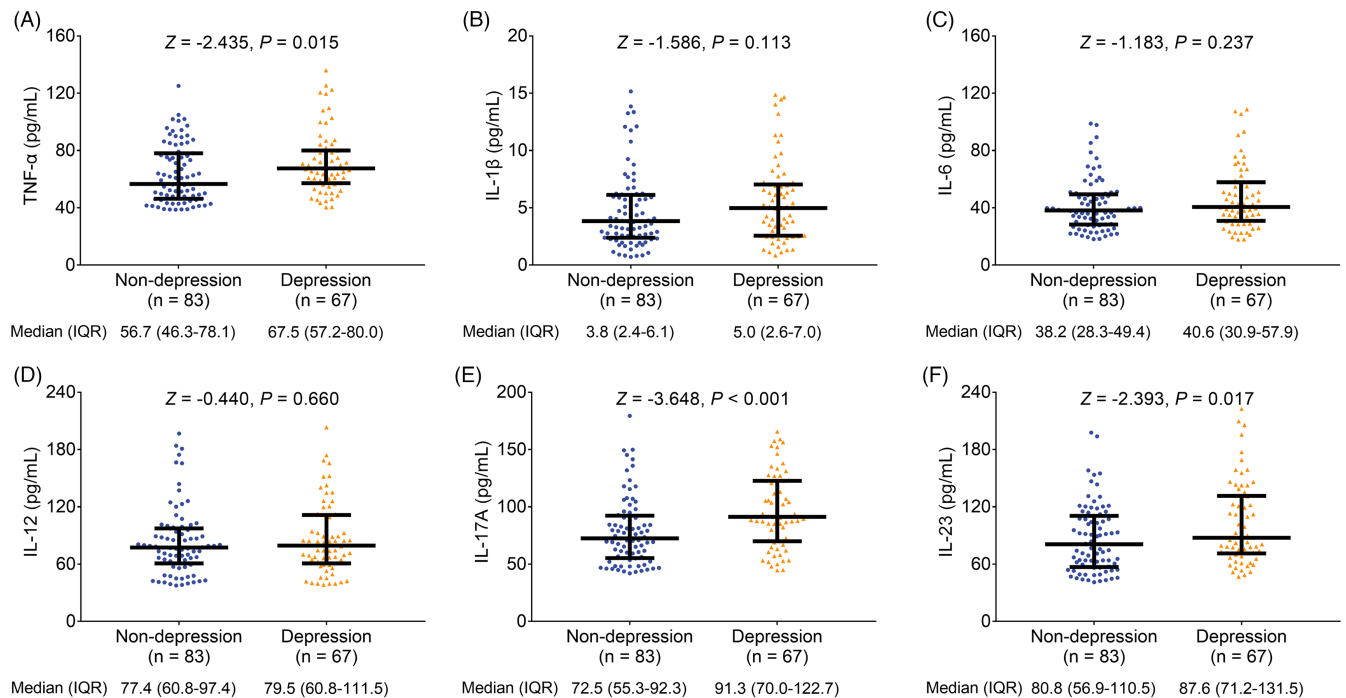 (A)
Z = -2.435, P = 0.015
TNF-α (pg/mL)
160
120
80
40
0
Non-depression
(n = 83)
Depression
(n = 67)
Median (IQR) 56.7 (46.3-78.1) 67.5 (57.2-80.0)
(B)
Z = -1.586, P = 0.113
IL-1β (pg/mL)
20
15
10
5
0
Non-depression
(n = 83)
Depression
(n = 67)
Median (IQR) 3.8 (2.4-6.1) 5.0 (2.6-7.0)
(C)
Z = -1.183, P = 0.237
IL-6 (pg/mL)
160
120
80
40
0
Non-depression
(n = 83)
Depression
(n = 67)
Median (IQR) 38.2 (28.3-49.4) 40.6 (30.9-57.9)
(D)
Z = -0.440, P = 0.660
IL-12 (pg/mL)
240
180
120
60
0
Non-depression
(n = 83)
Depression
(n = 67)
Median (IQR) 77.4 (60.8-97.4) 79.5 (60.8-111.5)
(E)
Z = -3.648, P < 0.001
IL-17A (pg/mL)
200
150
100
50
0
Non-depression
(n = 83)
Depression
(n = 67)
Median (IQR) 72.5 (55.3-92.3) 91.3 (70.0-122.7)
(F)
Z = -2.393, P = 0.017
IL-23 (pg/mL)
240
180
120
60
0
Non-depression
(n = 83)
Depression
(n = 67)
Median (IQR) 80.8 (56.9-110.5) 87.6 (71.2-131.5)